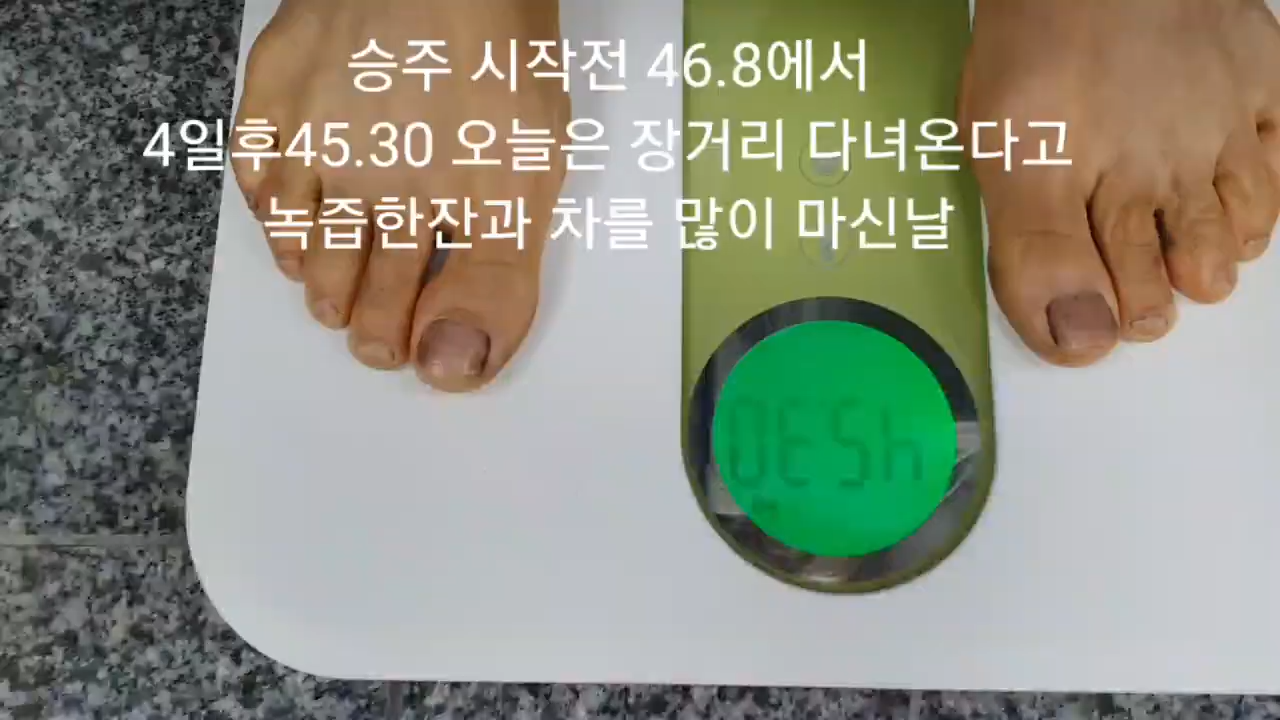 승주 시작전 46.8에서
4일후45.30 오늘은 장거리 다녀온다고
녹즙한잔과 차를 많이 마신날
45.30